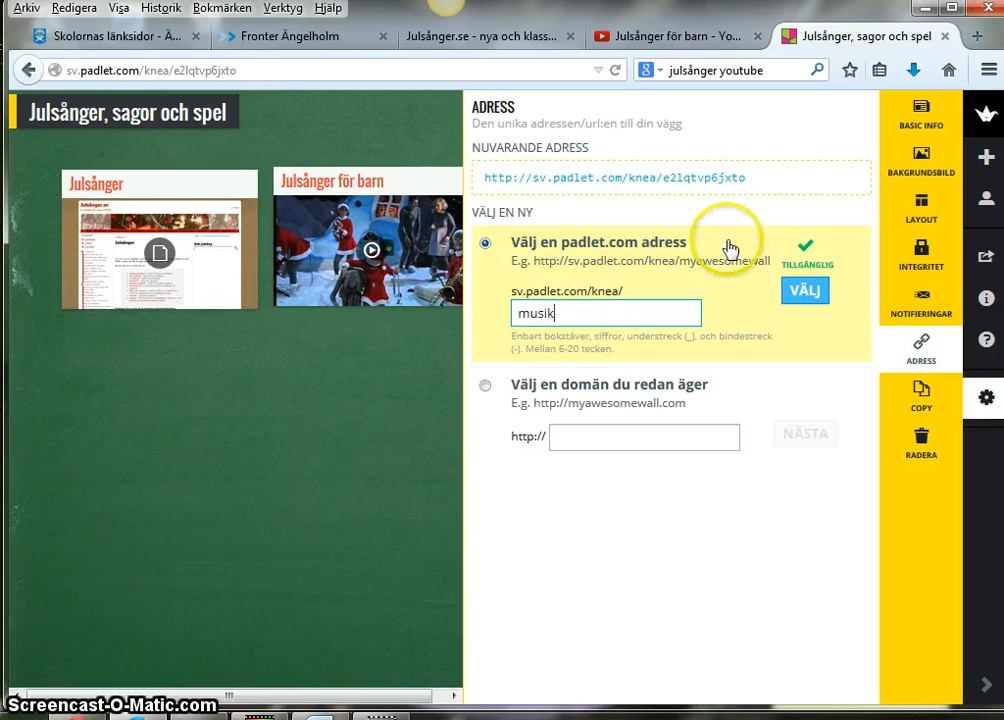 Arkiv Redigera Visa Historik Bokmärken Verktyg Hjälp
Skolornas länksidor - Ä...
Fronter Ängelholm
Julsånger.se - nya och klass...
Julsånger för barn - Yo...
Julsånger, sagor och spel
sv.padlet.com/knea/e2lqtvp6jxto
julsånger youtube
Julsånger, sagor och spel
Julsånger
Julsånger för barn
ADRESS
Den unika adressen/url:en till din vägg
NUVARANDE ADRESS
http://sv.padlet.com/knea/e2lqtvp6jxto
VÄLJ EN NY
Välj en padlet.com adress
E.g. http://sv.padlet.com/knea/myawesomewall
TILLGÄNGLIG
sv.padlet.com/knea/
VÄLJ
musik
Enbart bokstäver, siffror, understreck (_), och bindestreck
(-). Mellan 6-20 tecken.
Välj en domän du redan äger
E.g. http://myawesomewall.com
http://
NÄSTA
BASIC INFO
BAKGRUNDSBILD
LAYOUT
INTEGRITET
NOTIFIERINGAR
ADRESS
COPY
RADERA
Screencast-O-Matic.com